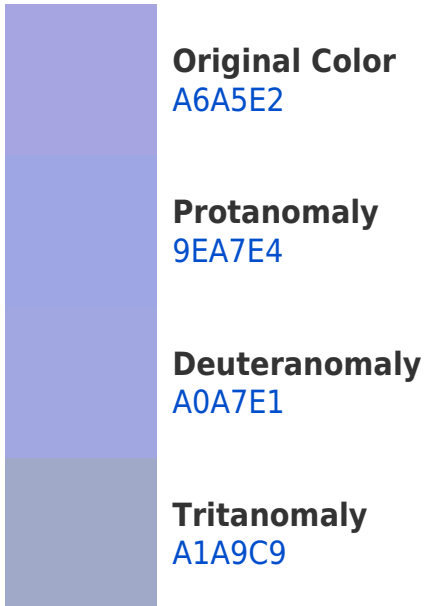 Original Color
A6A5E2
Protanomaly
9EA7E4
Deuteranomaly
A0A7E1
Tritanomaly
A1A9C9